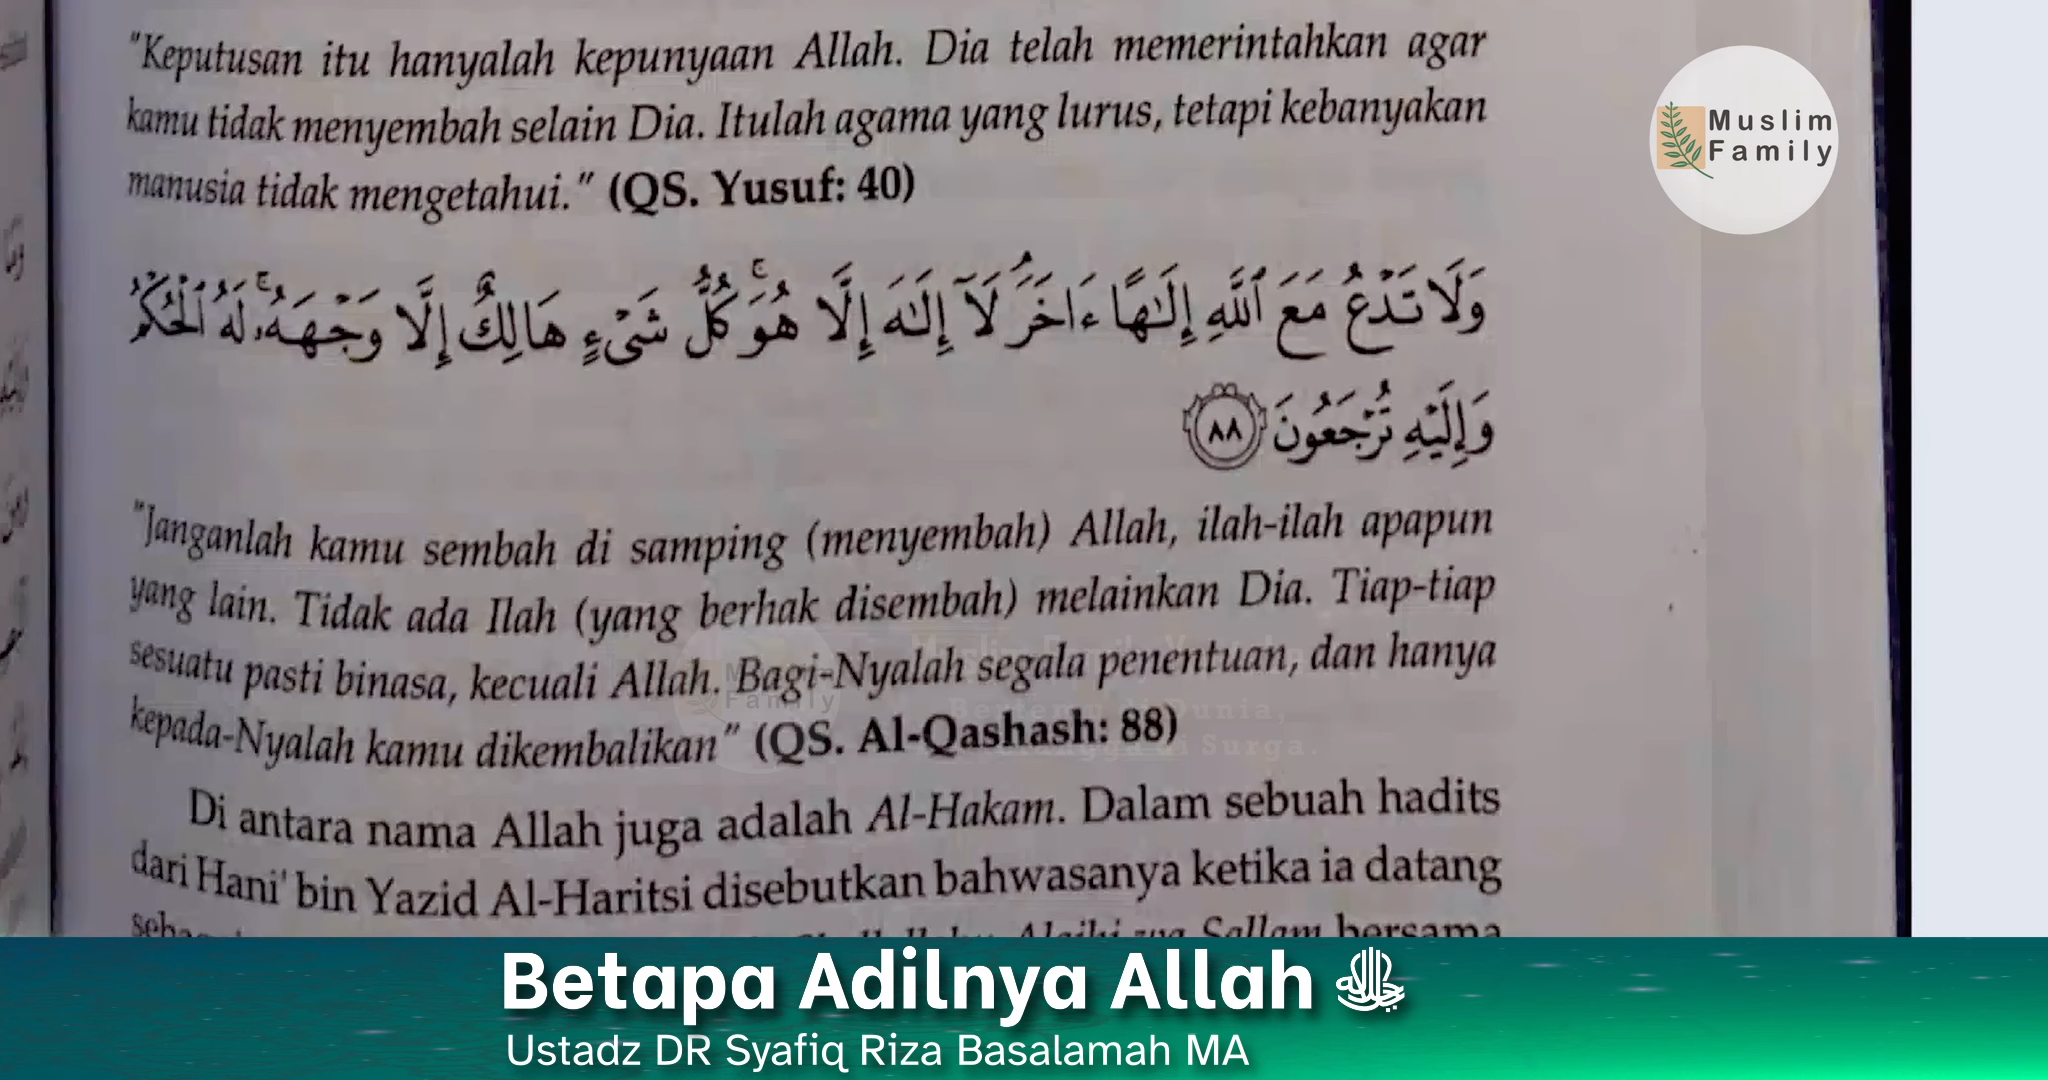 "Keputusan itu hanyalah kepunyaan Allah. Dia telah memerintahkan agar
kamu tidak menyembah selain Dia. Itulah agama yang lurus, tetapi kebanyakan
manusia tidak mengetahui." (QS. Yusuf: 40)
وَلَا تَدْعُ مَعَ ٱللَّهِ إِلَـٰهًا ءَاخَرَ ۘ لَآ إِلَـٰهَ إِلَّا هُوَ ۚ كُلُّ شَىْءٍ هَالِكٌ إِلَّا وَجْهَهُۥ ۚ لَهُ ٱلْحُكْمُ
وَإِلَيْهِ تُرْجَعُونَ ٨٨
"Janganlah kamu sembah di samping (menyembah) Allah, ilah-ilah apapun
yang lain. Tidak ada Ilah (yang berhak disembah) melainkan Dia. Tiap-tiap
sesuatu pasti binasa, kecuali Allah. Bagi-Nyalah segala penentuan, dan hanya
kepada-Nyalah kamu dikembalikan" (QS. Al-Qashash: 88)
Di antara nama Allah juga adalah Al-Hakam. Dalam sebuah hadits
dari Hani' bin Yazid Al-Haritsi disebutkan bahwasanya ketika ia datang
Alaihi wa Sallam bersama
Muslim
Family
Betapa Adilnya Allah ﷻ
Ustadz DR Syafiq Riza Basalamah MA